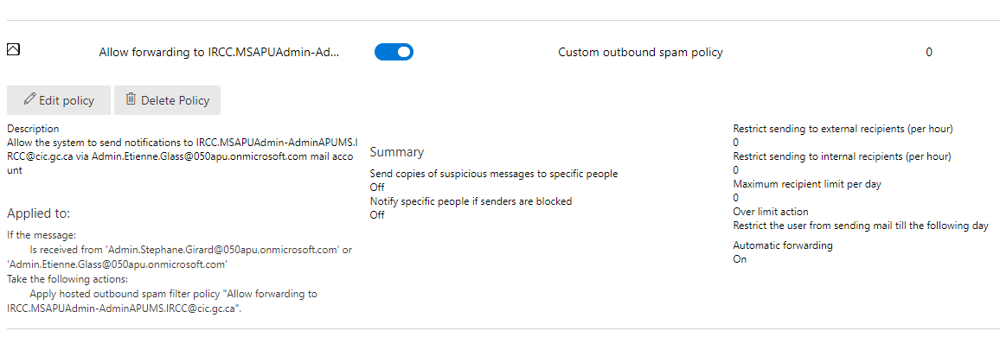 Allow forwarding to IRCC.MSAPUAdmin-Ad...
Custom outbound spam policy
0
Edit policy
Delete Policy
Description
Allow the system to send notifications to IRCC.MSAPUAdmin-AdminAPUMS.I
RCC@cic.gc.ca via Admin.Etienne.Glass@050apu.onmicrosoft.com mail acco
unt
Applied to:
If the message:
Is received from 'Admin.Stephane.Girard@050apu.onmicrosoft.com' or
'Admin.Etienne.Glass@050apu.onmicrosoft.com'
Take the following actions:
Apply hosted outbound spam filter policy "Allow forwarding to
IRCC.MSAPUAdmin-AdminAPUMS.IRCC@cic.gc.ca".
Summary
Send copies of suspicious messages to specific people
Off
Notify specific people if senders are blocked
Off
Restrict sending to external recipients (per hour)
0
Restrict sending to internal recipients (per hour)
0
Maximum recipient limit per day
0
Over limit action
Restrict the user from sending mail till the following day
Automatic forwarding
On